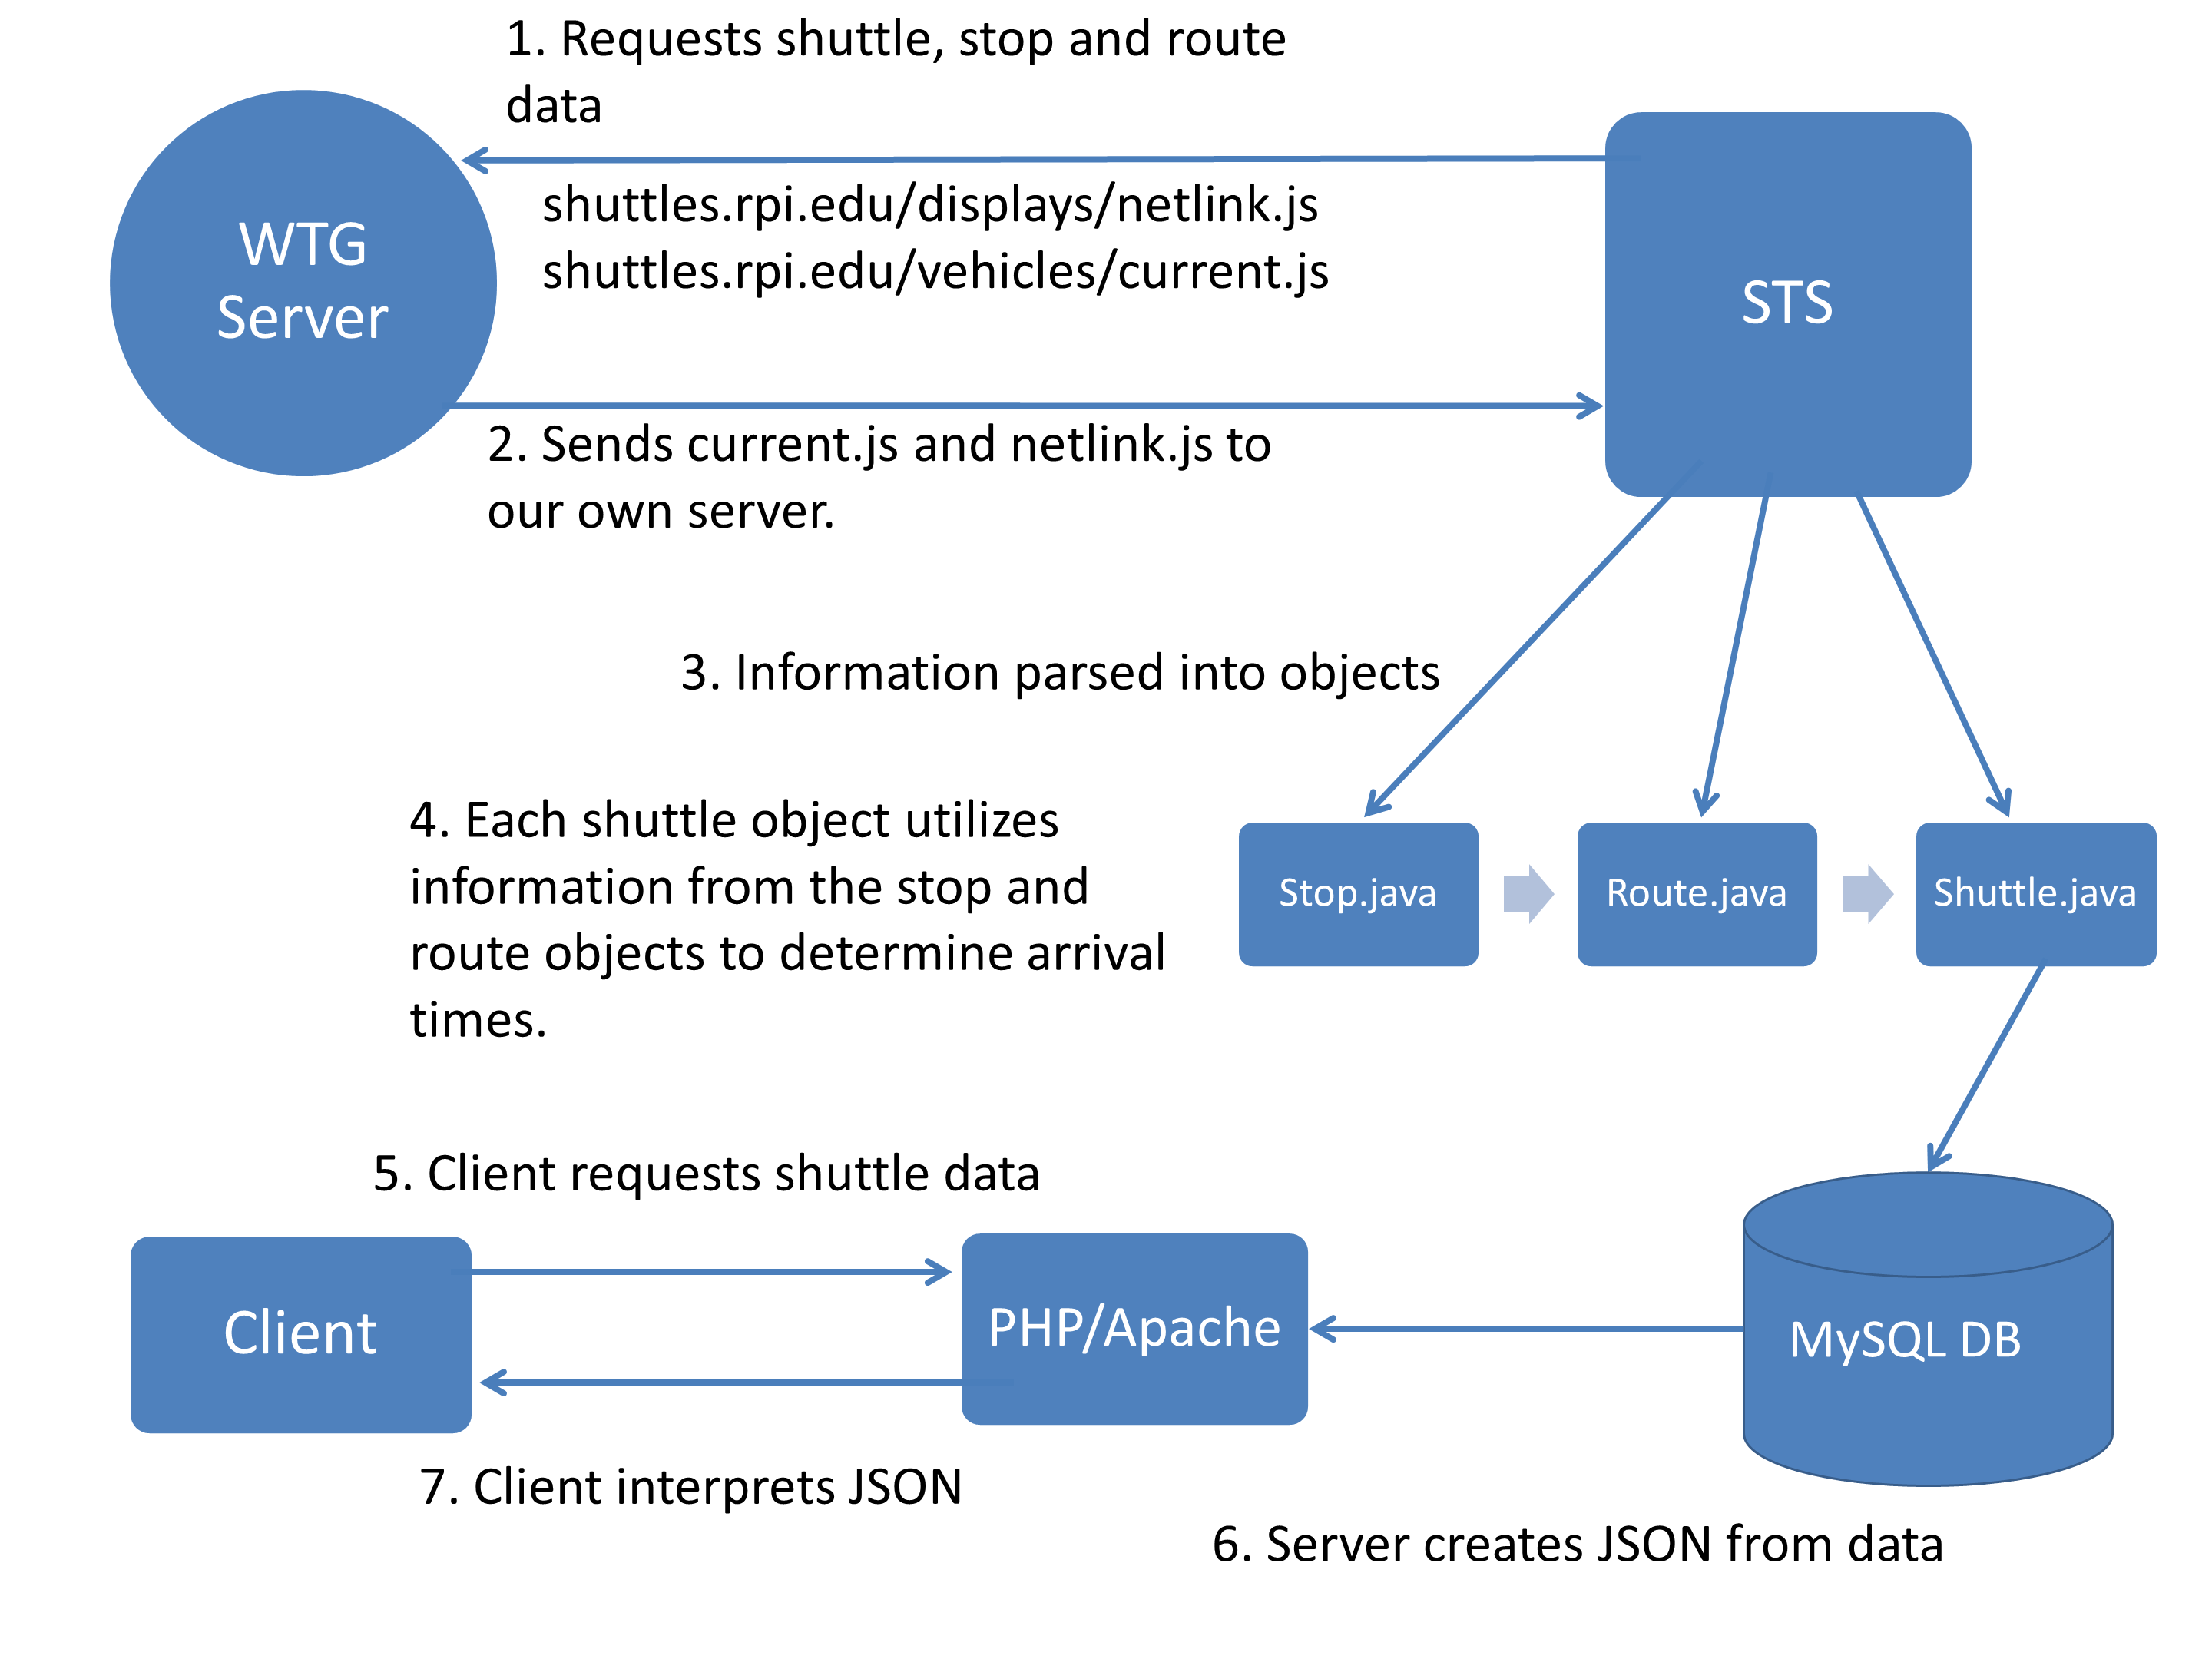 1. Requests shuttle, stop and route
data
WTG
Server
shuttles.rpi.edu/displays/netlink.js
shuttles.rpi.edu/vehicles/current.js
STS
2. Sends current.js and netlink.js to
our own server.
3. Information parsed into objects
4. Each shuttle object utilizes
information from the stop and
route objects to determine arrival
times.
Stop.java
Route.java
Shuttle.java
5. Client requests shuttle data
Client
PHP/Apache
MySQL DB
7. Client interprets JSON
6. Server creates JSON from data